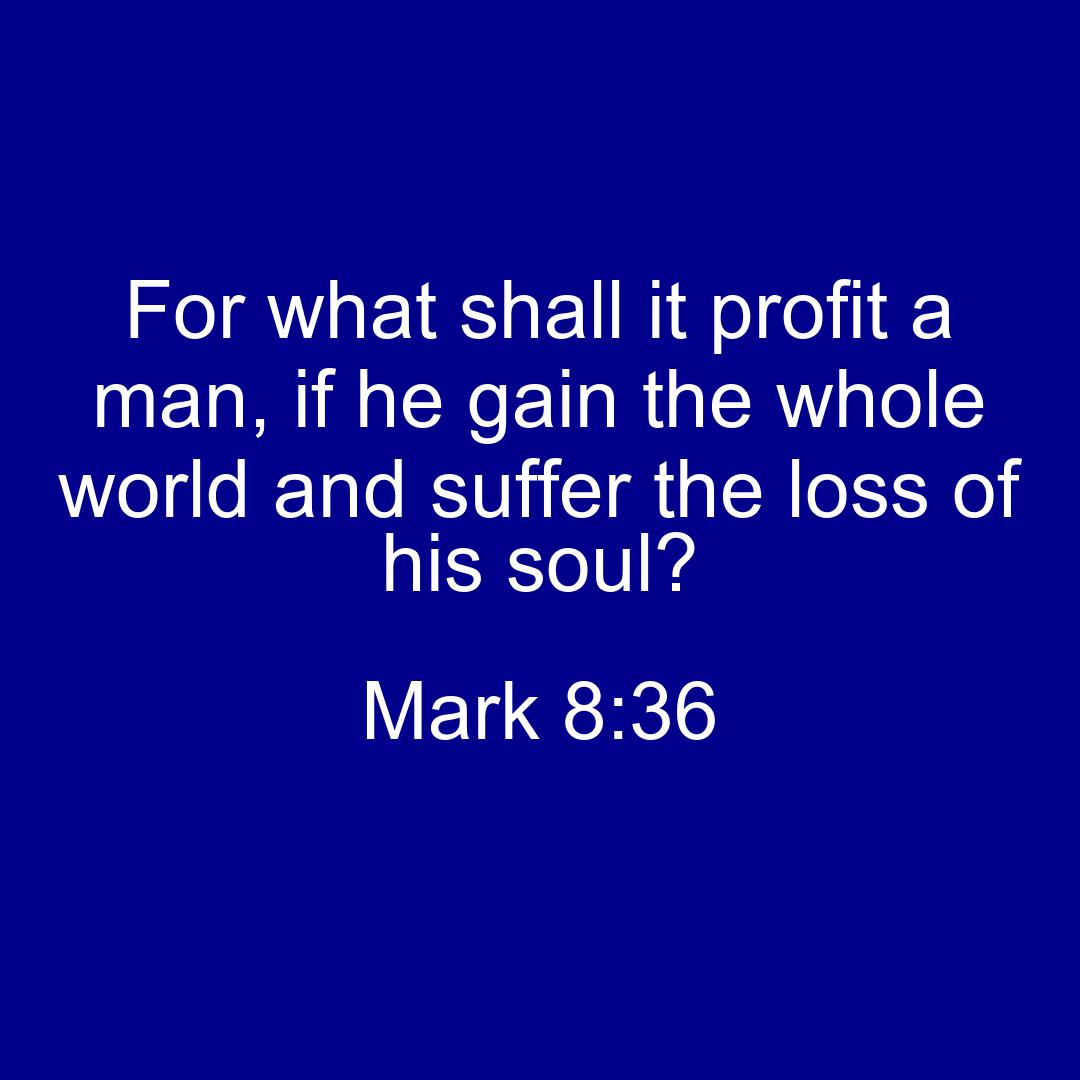 For what shall it profit a
man, if he gain the whole
world and suffer the loss of
his soul?
Mark 8:36